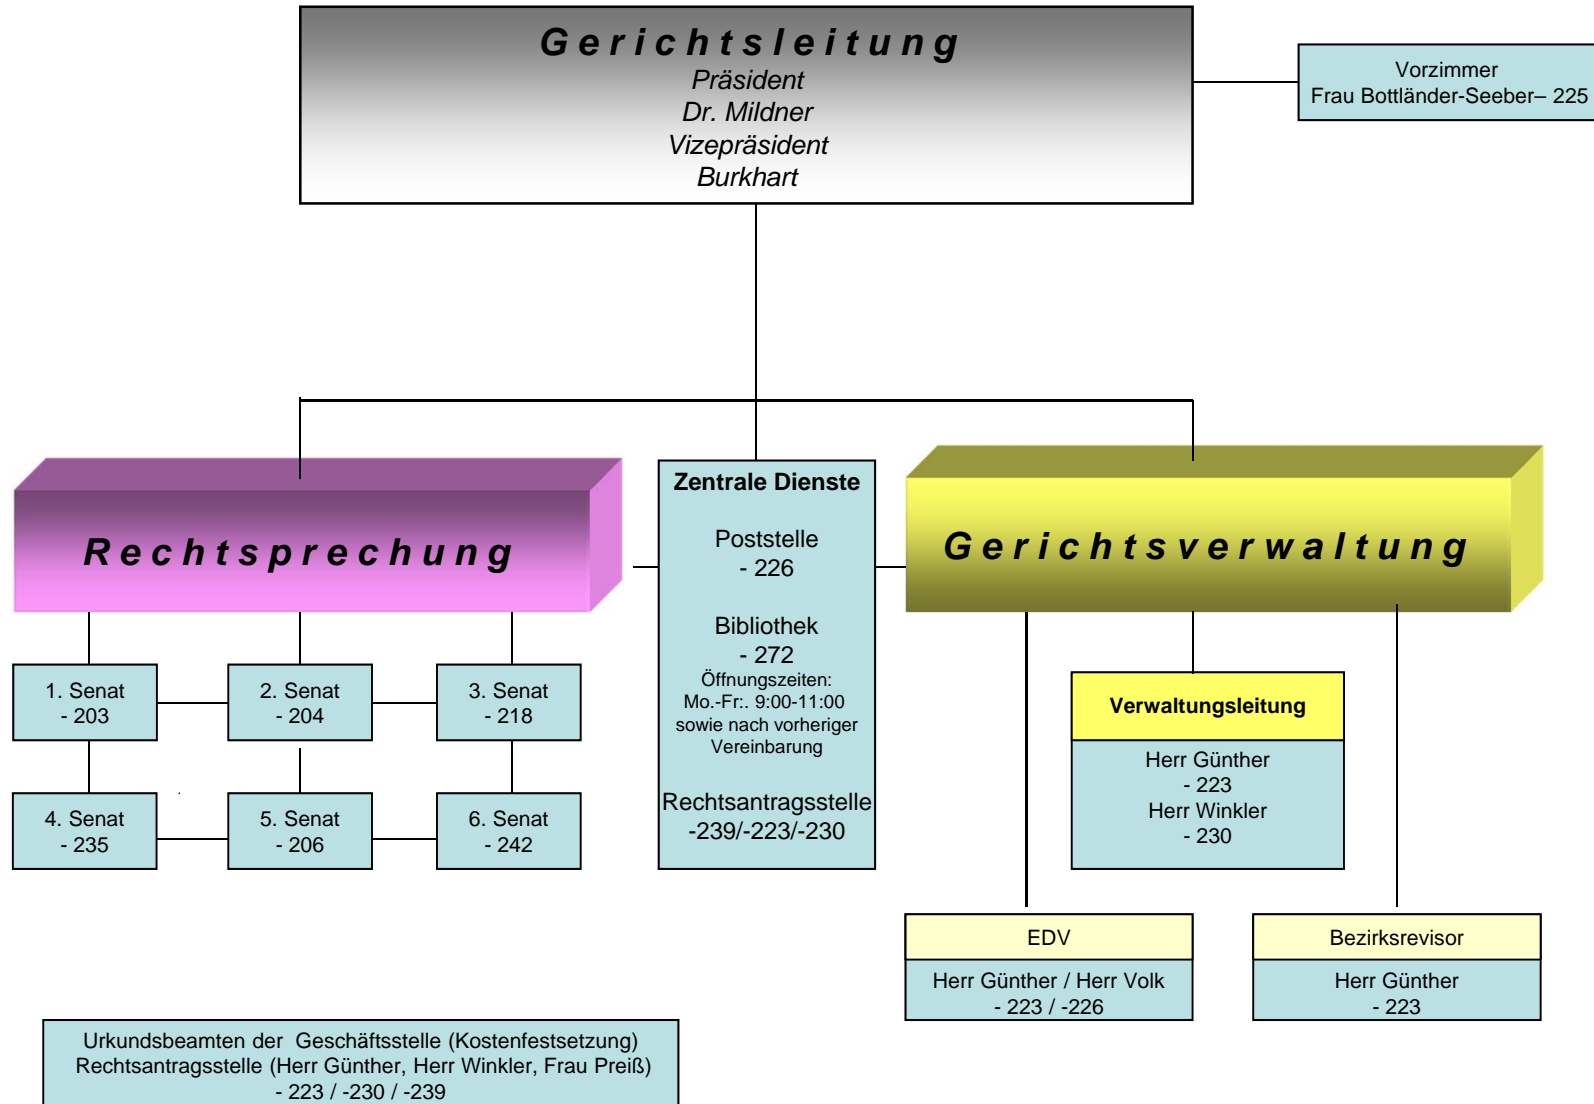 Gerichtsleitung
Präsident
Dr. Mildner
Vizepräsident
Burkhart
Vorzimmer
Frau Bottländer-Seeber– 225
Rechtsprechung
1. Senat
- 203
2. Senat
- 204
3. Senat
- 218
4. Senat
- 235
5. Senat
- 206
6. Senat
- 242
Zentrale Dienste
Poststelle
- 226
Bibliothek
- 272
Öffnungszeiten:
Mo.-Fr:. 9:00-11:00
sowie nach vorheriger
Vereinbarung
Rechtsantragsstelle
-239/-223/-230
Gerichtsverwaltung
Verwaltungsleitung
Herr Günther
- 223
Herr Winkler
- 230
EDV
Herr Günther / Herr Volk
- 223 / -226
Bezirksrevisor
Herr Günther
- 223
Urkundsbeamten der  Geschäftsstelle (Kostenfestsetzung)
Rechtsantragsstelle (Herr Günther, Herr Winkler, Frau Preiß)
- 223 / -230 / -239